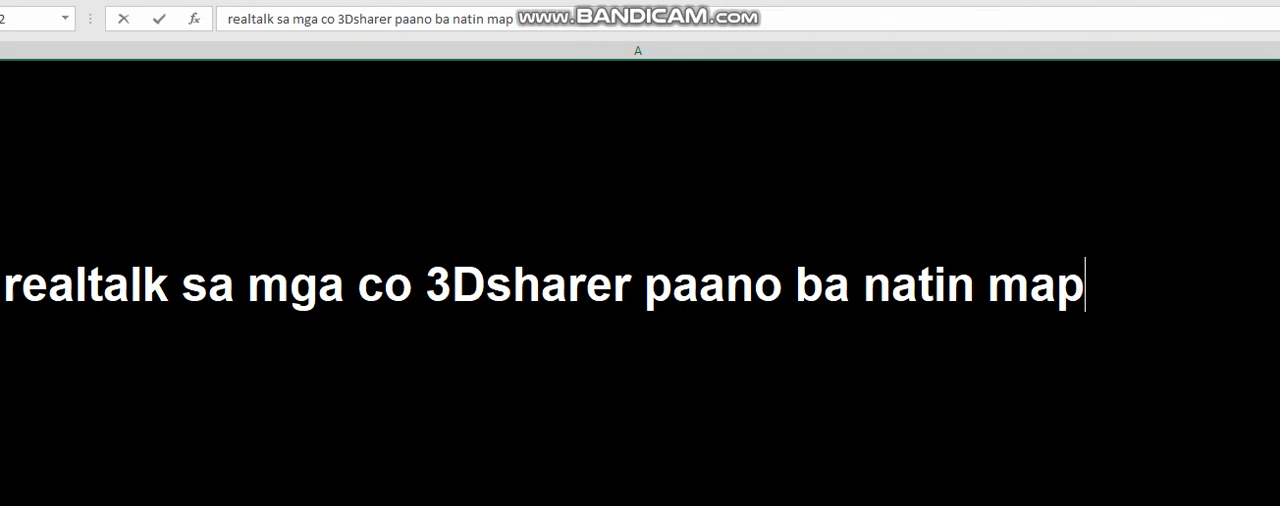 2
fx
realtalk sa mga co 3Dsharer paano ba natin map
www.BANDICAM.com
A
realtalk sa mga co 3Dsharer paano ba natin map